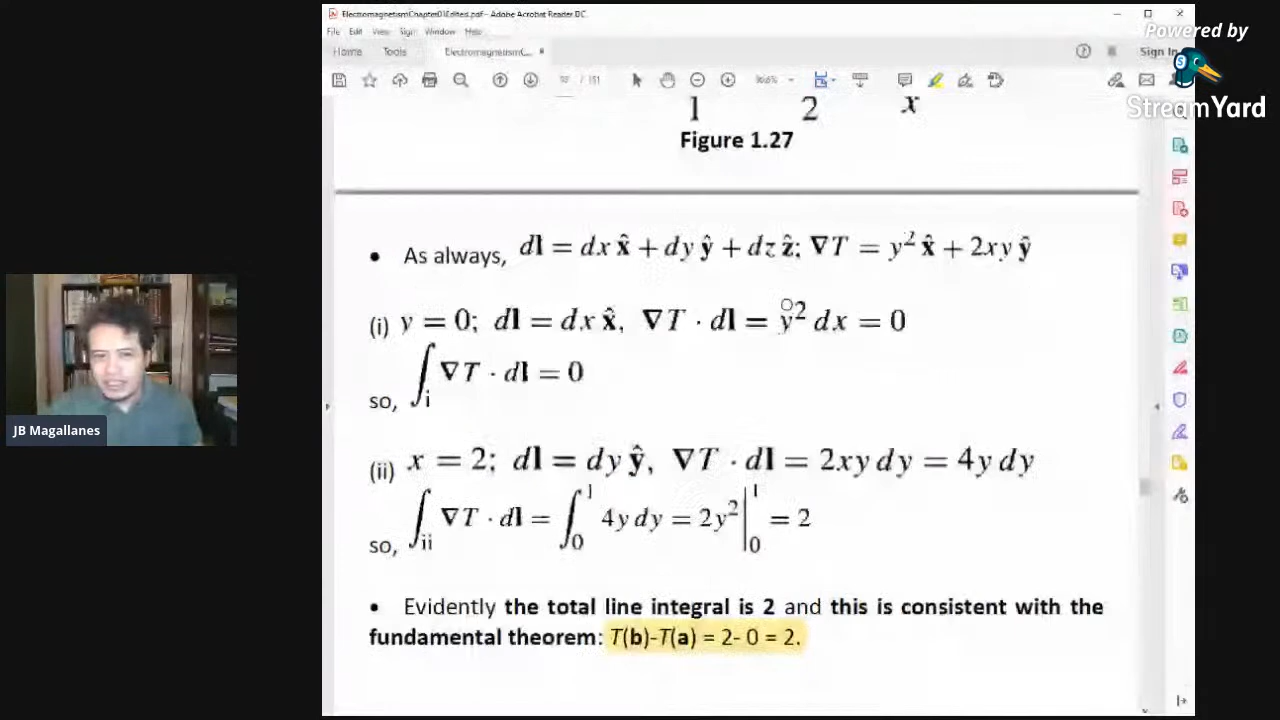 ElectromagnetismChapter01Edited.pdf - Adobe Acrobat Reader DC
File Edit View Sign Window Help
Home Tools ElectromagnetismC... Sign In
/ 151
Powered by
StreamYard
1 2 x
Figure 1.27
• As always, dl = dx x̂ + dy ŷ + dz ẑ; ∇T = y² x̂ + 2xy ŷ
(i) y = 0; dl = dx x̂, ∇T · dl = y² dx = 0
so, ∫ᵢ ∇T · dl = 0
(ii) x = 2; dl = dy ŷ, ∇T · dl = 2xy dy = 4y dy
so, ∫ᵢᵢ ∇T · dl = ∫₀¹ 4y dy = 2y²|₀¹ = 2
• Evidently the total line integral is 2 and this is consistent with the
fundamental theorem: T(b)-T(a) = 2- 0 = 2.
JB Magallanes